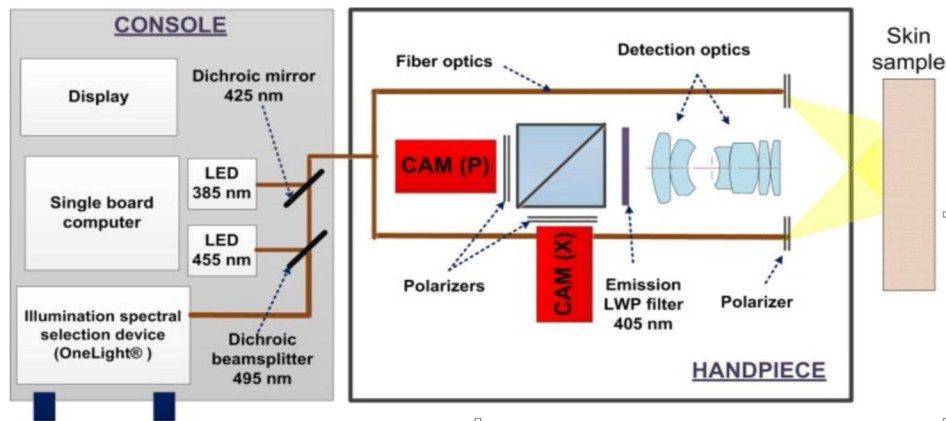 CONSOLE
Display
Single board
computer
Illumination spectral
selection device
(OneLight® )
Dichroic mirror
425 nm
LED
385 nm
LED
455 nm
Dichroic
beamsplitter
495 nm
Fiber optics
Detection optics
CAM (P)
CAM (X)
Polarizers
Emission
LWP filter
405 nm
Polarizer
HANDPIECE
Skin
sample